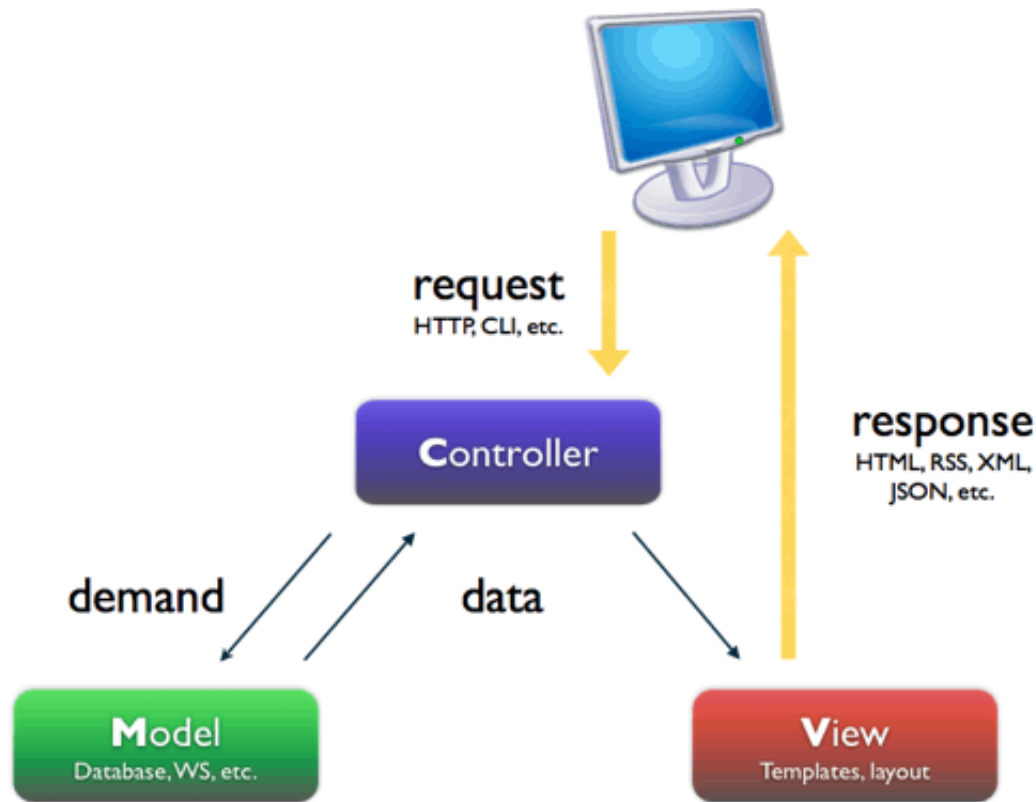 request
HTTP, CLI, etc.
Controller
response
HTML, RSS, XML,
JSON, etc.
demand
data
Model
Database, WS, etc.
View
Templates, layout